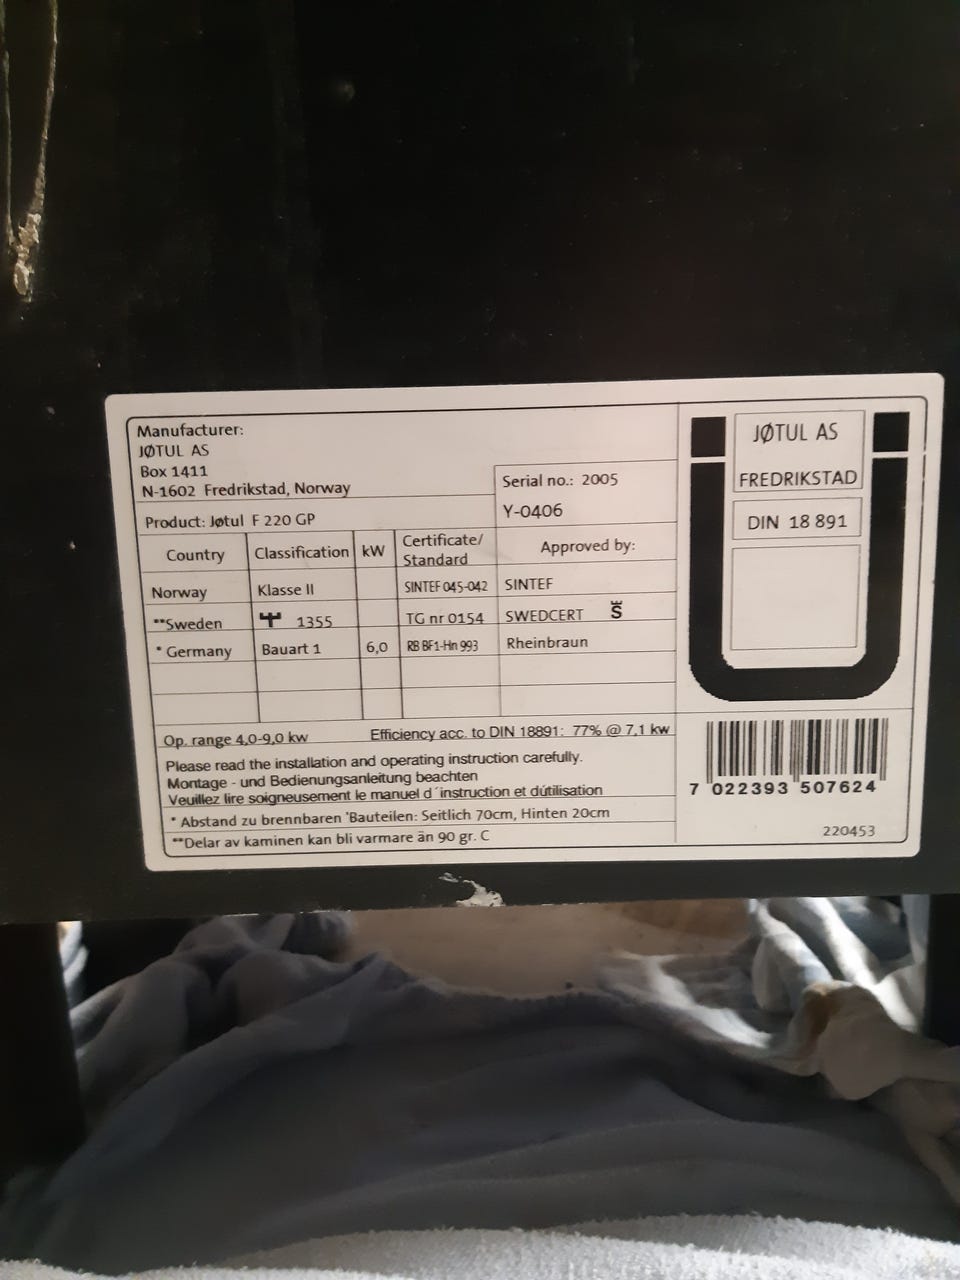 Manufacturer:
JØTUL AS
Box 1411
N-1602 Fredrikstad, Norway
Serial no.: 2005
Y-0406
Product: Jøtul F 220 GP
Country Classification kW Certificate/ Standard Approved by:
Norway Klasse II SINTEF 045-042 SINTEF
**Sweden 1355 TG nr 0154 SWEDCERT S
* Germany Bauart 1 6,0 RB BF1-Hn 993 Rheinbraun
Op. range 4,0-9,0 kw Efficiency acc. to DIN 18891: 77% @ 7,1 kw
Please read the installation and operating instruction carefully.
Montage - und Bedienungsanleitung beachten
Veuillez lire soigneusement le manuel d´instruction et dútilisation
* Abstand zu brennbaren 'Bauteilen: Seitlich 70cm, Hinten 20cm
**Delar av kaminen kan bli varmare än 90 gr. C
JØTUL AS
FREDRIKSTAD
DIN 18 891
7 022393 507624
220453